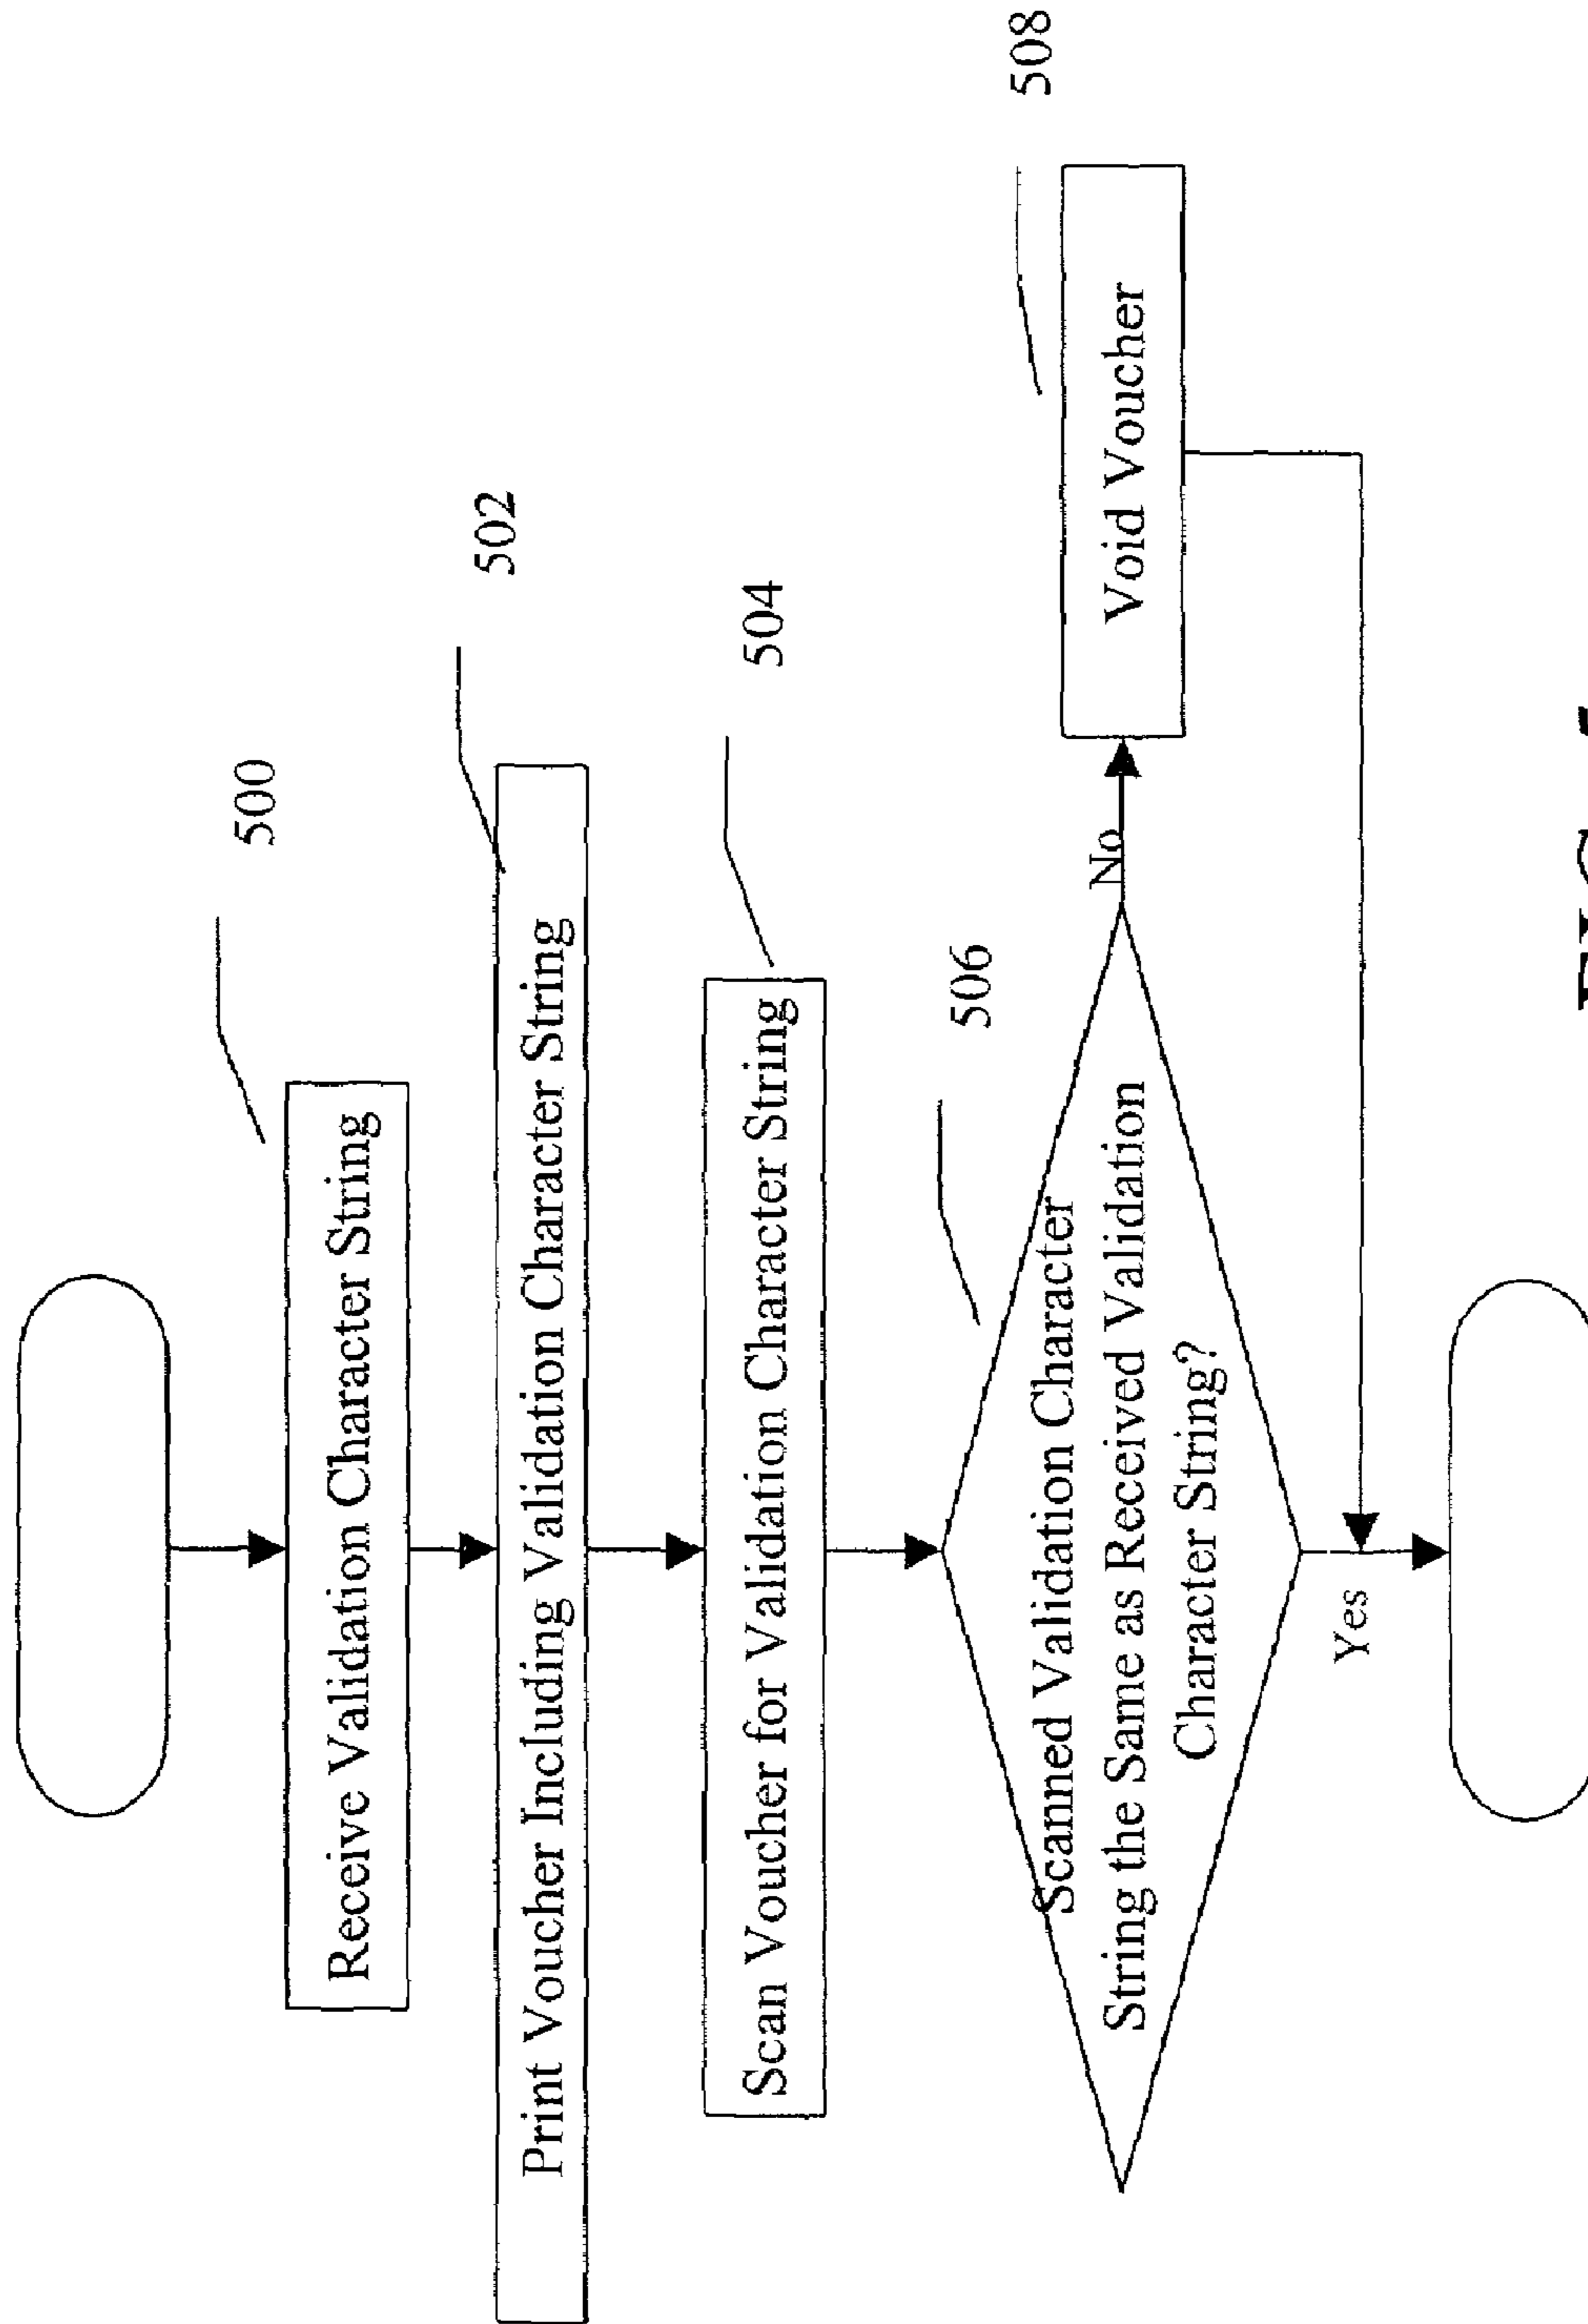 500
Receive Validation Character String
502
Print Voucher Including Validation Character String
504
Scan Voucher for Validation Character String
506
Scanned Validation Character
String the Same as Received Validation
Character String?
No
508
Void Voucher
Yes